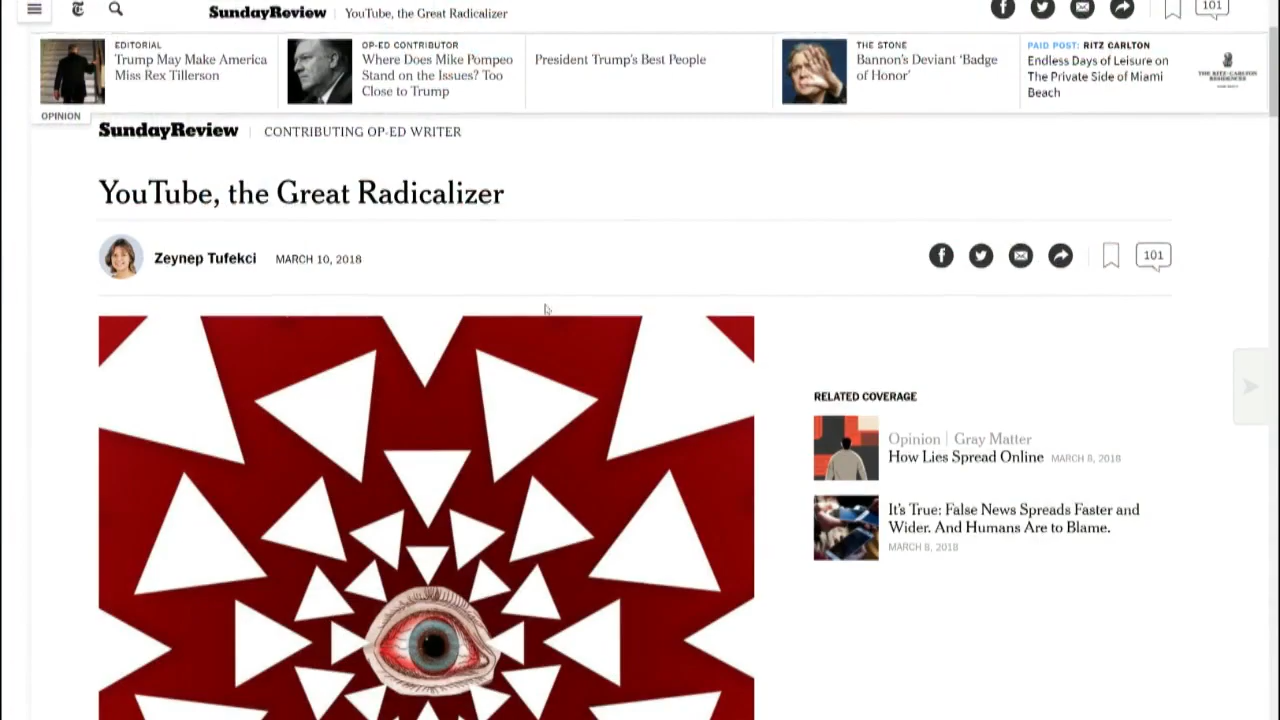 SundayReview | YouTube, the Great Radicalizer
101
EDITORIAL
Trump May Make America
Miss Rex Tillerson
OP-ED CONTRIBUTOR
Where Does Mike Pompeo
Stand on the Issues? Too
Close to Trump
President Trump's Best People
THE STONE
Bannon's Deviant 'Badge
of Honor'
PAID POST: RITZ CARLTON
Endless Days of Leisure on
The Private Side of Miami
Beach
THE RITZ-CARLTON
RESIDENCES
OPINION
SundayReview | CONTRIBUTING OP-ED WRITER
YouTube, the Great Radicalizer
Zeynep Tufekci MARCH 10, 2018
101
RELATED COVERAGE
Opinion | Gray Matter
How Lies Spread Online MARCH 8, 2018
It's True: False News Spreads Faster and
Wider. And Humans Are to Blame.
MARCH 8, 2018